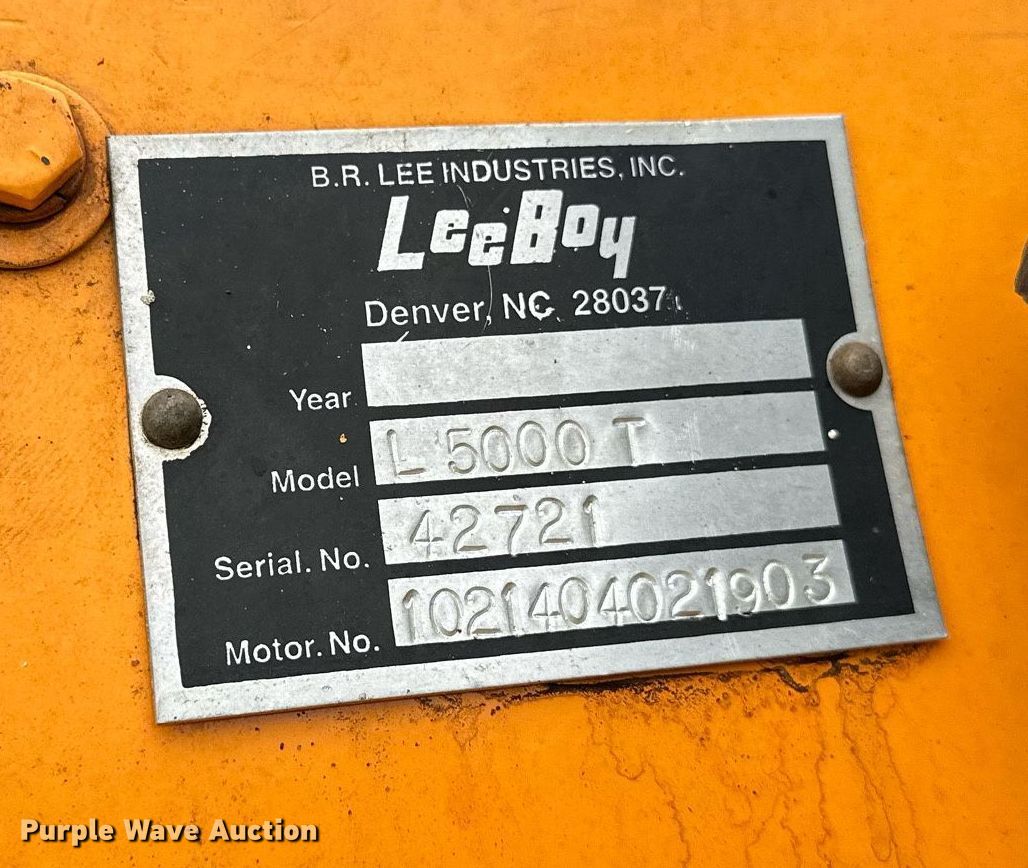 B.R. LEE INDUSTRIES, INC.
LeeBoy
Denver, NC 28037
Year
Model L 5000 T
Serial. No. 42721
Motor. No. 1021404021903
Purple Wave Auction